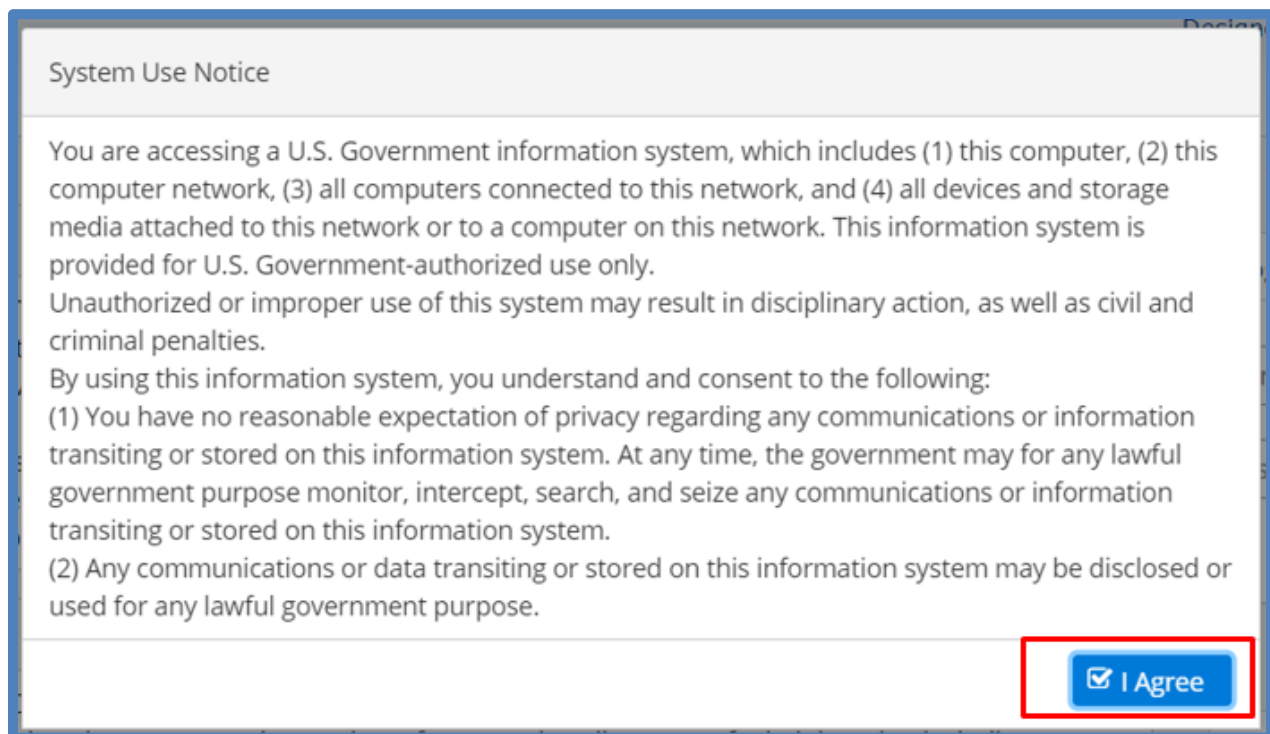 System Use Notice
You are accessing a U.S. Government information system, which includes (1) this computer, (2) this
computer network, (3) all computers connected to this network, and (4) all devices and storage
media attached to this network or to a computer on this network. This information system is
provided for U.S. Government-authorized use only.
Unauthorized or improper use of this system may result in disciplinary action, as well as civil and
criminal penalties.
By using this information system, you understand and consent to the following:
(1) You have no reasonable expectation of privacy regarding any communications or information
transiting or stored on this information system. At any time, the government may for any lawful
government purpose monitor, intercept, search, and seize any communications or information
transiting or stored on this information system.
(2) Any communications or data transiting or stored on this information system may be disclosed or
used for any lawful government purpose.
I Agree